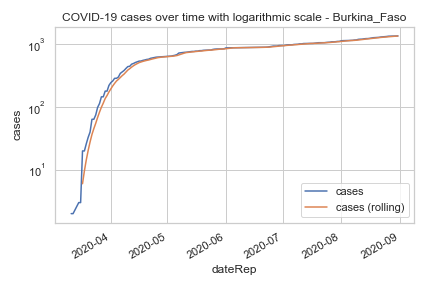 COVID-19 cases over time with logarithmic scale - Burkina_Faso
cases
10³
10²
10¹
cases
cases (rolling)
2020-04
2020-05
2020-06
2020-07
2020-08
2020-09
dateRep